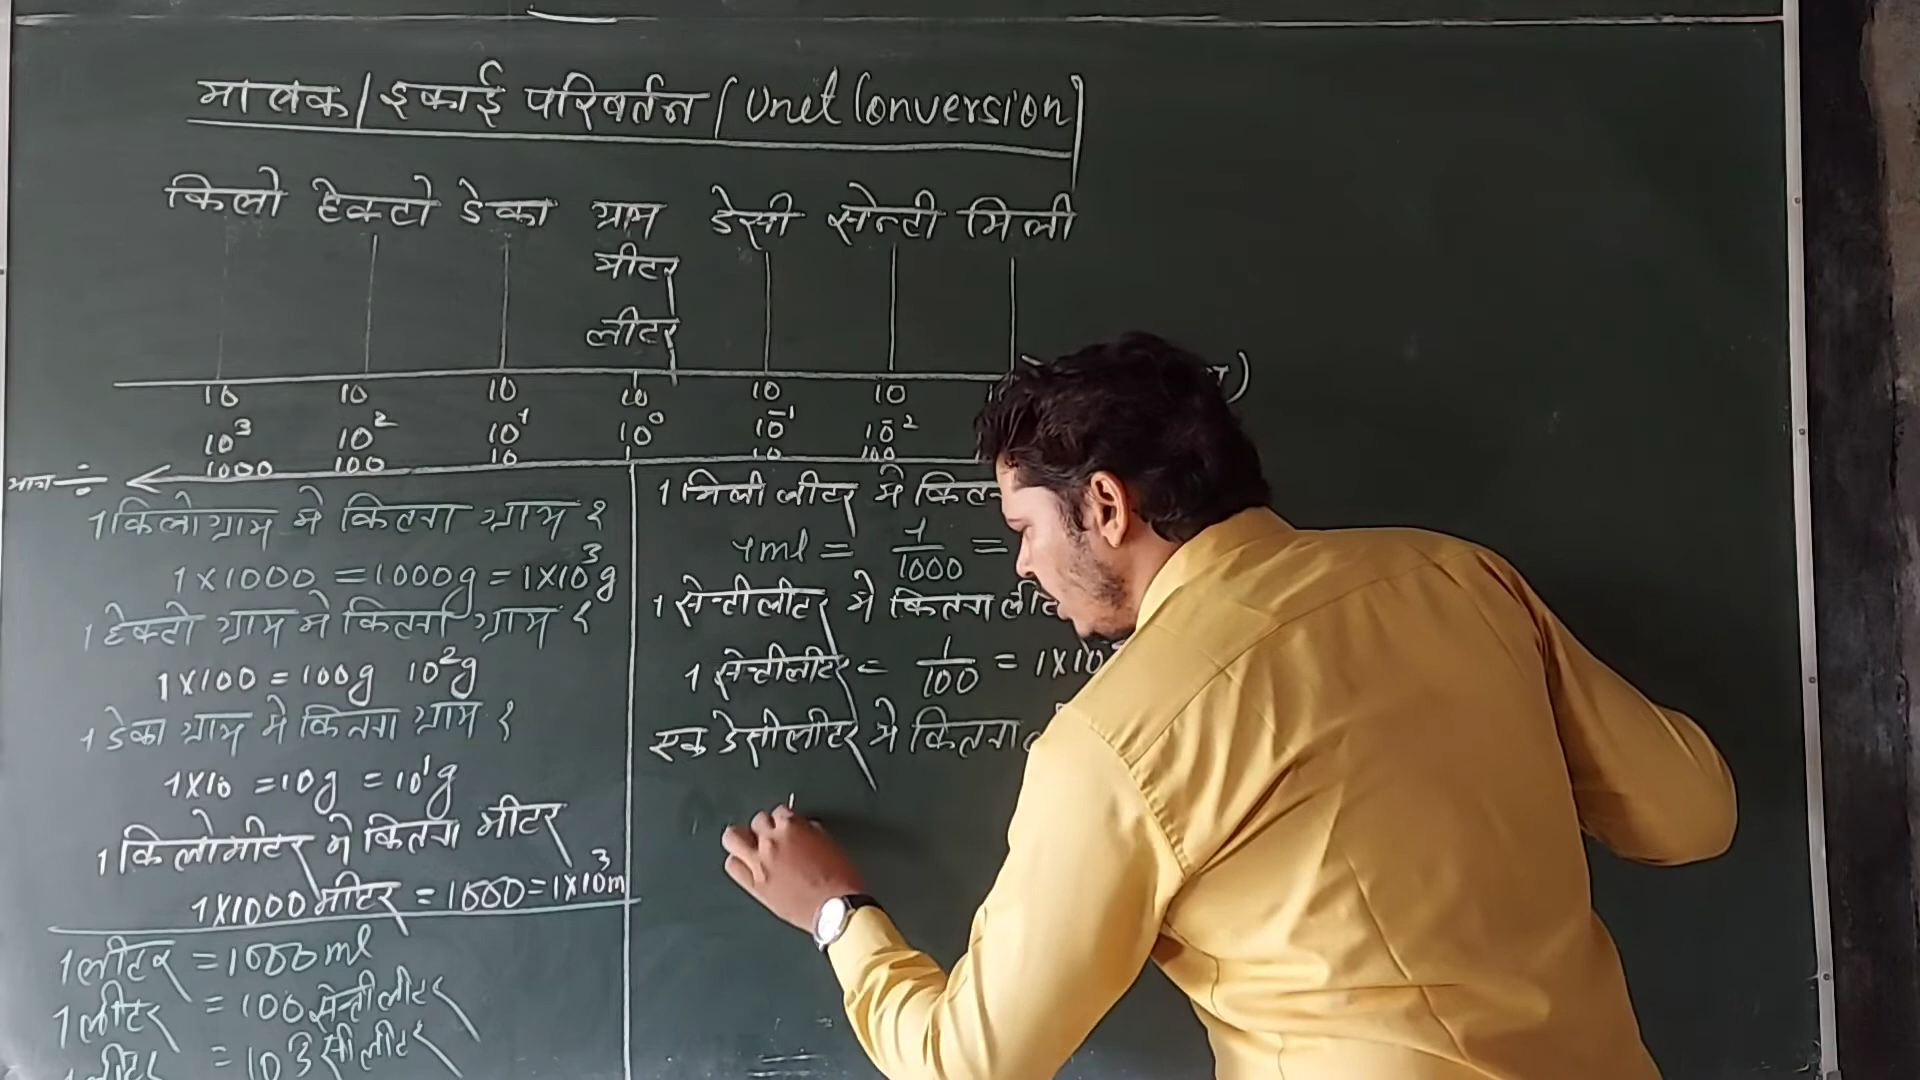 मात्रक/इकाई परिवर्तन/Unit Conversion
किलो हेक्टो डेका ग्राम डेसी सेन्टी मिली
मीटर
लीटर
10 10 10 10 10 10
10³ 10² 10¹ 10⁰ 10⁻¹ 10⁻²
1000 100 10 1 10 100
÷ ←
1 किलोग्राम मे कितना ग्राम ?
1×1000 = 1000g = 1×10³g
1 हेक्टो ग्राम मे कितना ग्राम ?
1×100 = 100g 10²g
1 डेका ग्राम मे कितना ग्राम ?
1×10 = 10g = 10¹g
1 किलोमीटर मे कितना मीटर
1×1000 मीटर = 1000 = 1×10³m
1 लीटर = 1000 ml
1 लीटर = 100 सेन्टीलीटर
1 मिली लीटर मे
1ml = 1/1000 =
1 सेन्टीलीटर मे कितना
1 सेन्टीलीटर = 1/100 =
एक डेसीलीटर मे कितना